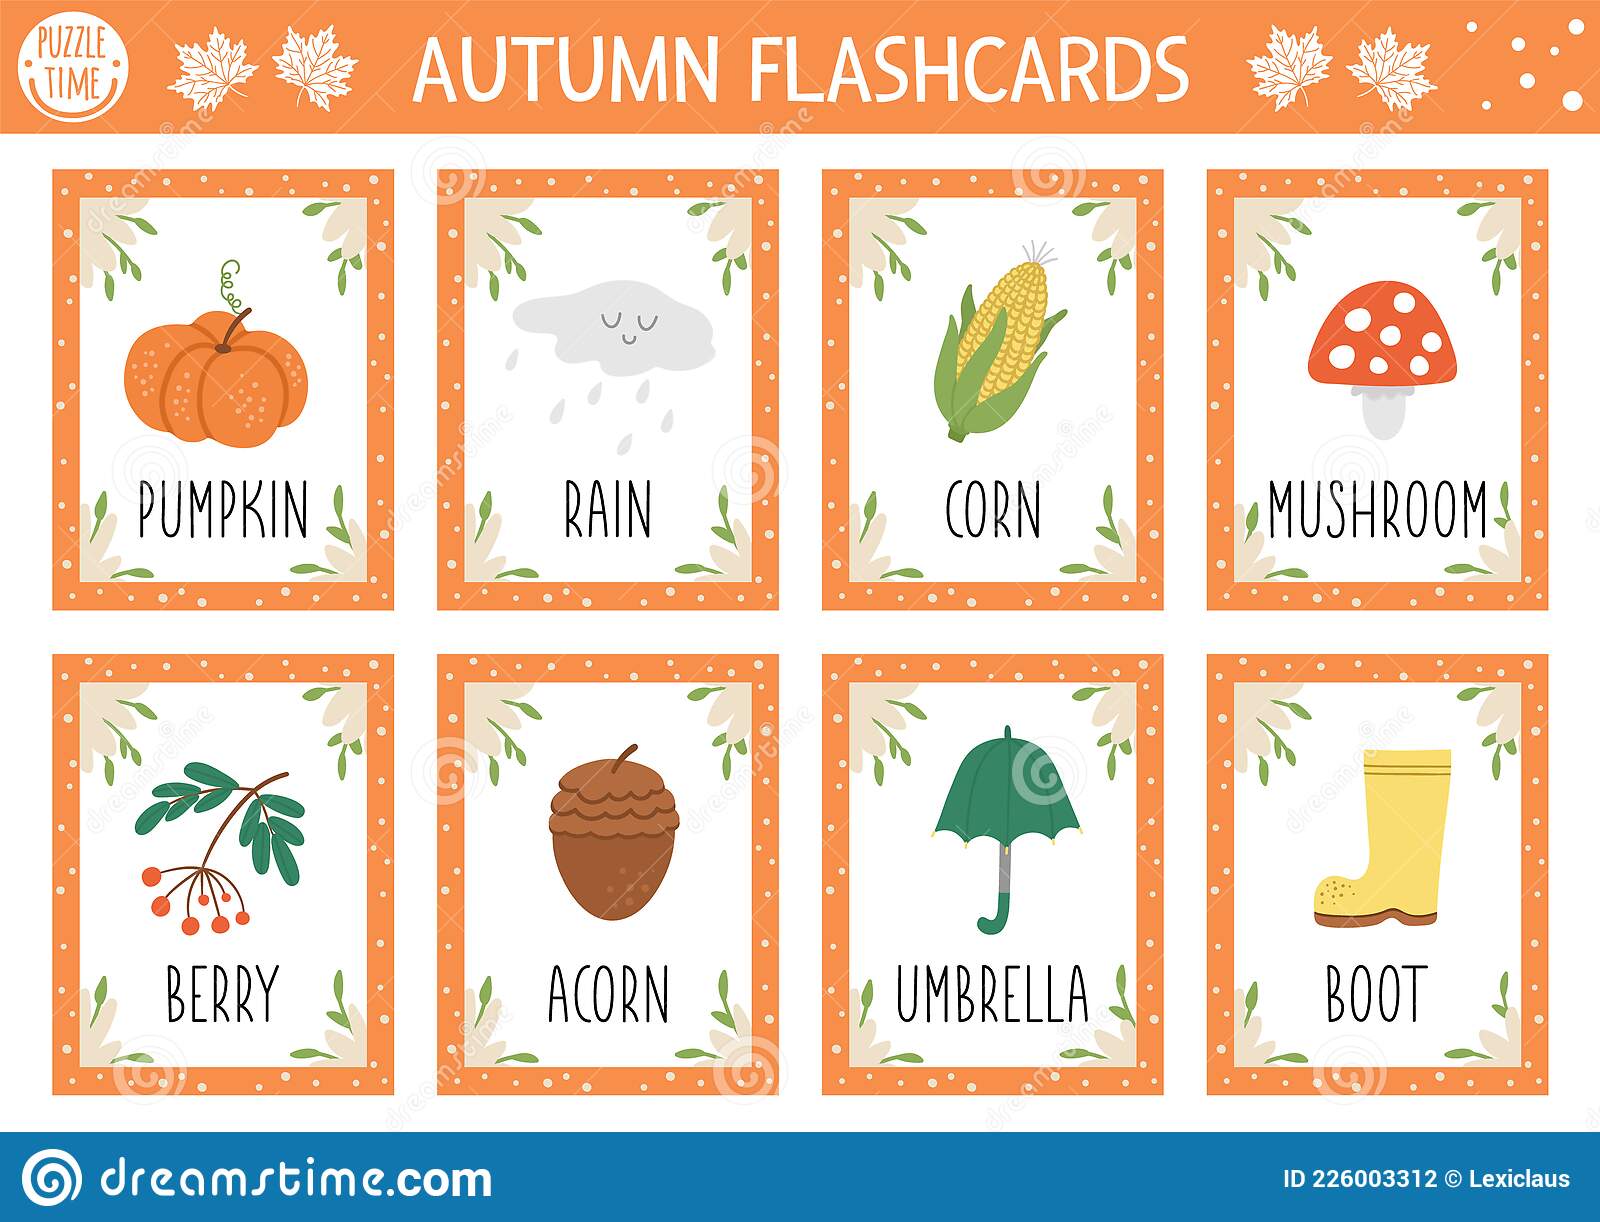 PUZZLE
TIME
AUTUMN FLASHCARDS
PUMPKIN
RAIN
CORN
MUSHROOM
BERRY
ACORN
UMBRELLA
BOOT
dreamstime.com
ID 226003312 © Lexiclaus